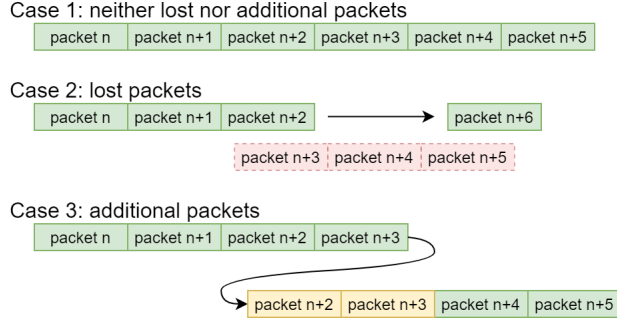 Case 1: neither lost nor additional packets
packet n packet n+1 packet n+2 packet n+3 packet n+4 packet n+5
Case 2: lost packets
packet n packet n+1 packet n+2 packet n+6
packet n+3 packet n+4 packet n+5
Case 3: additional packets
packet n packet n+1 packet n+2 packet n+3
packet n+2 packet n+3 packet n+4 packet n+5